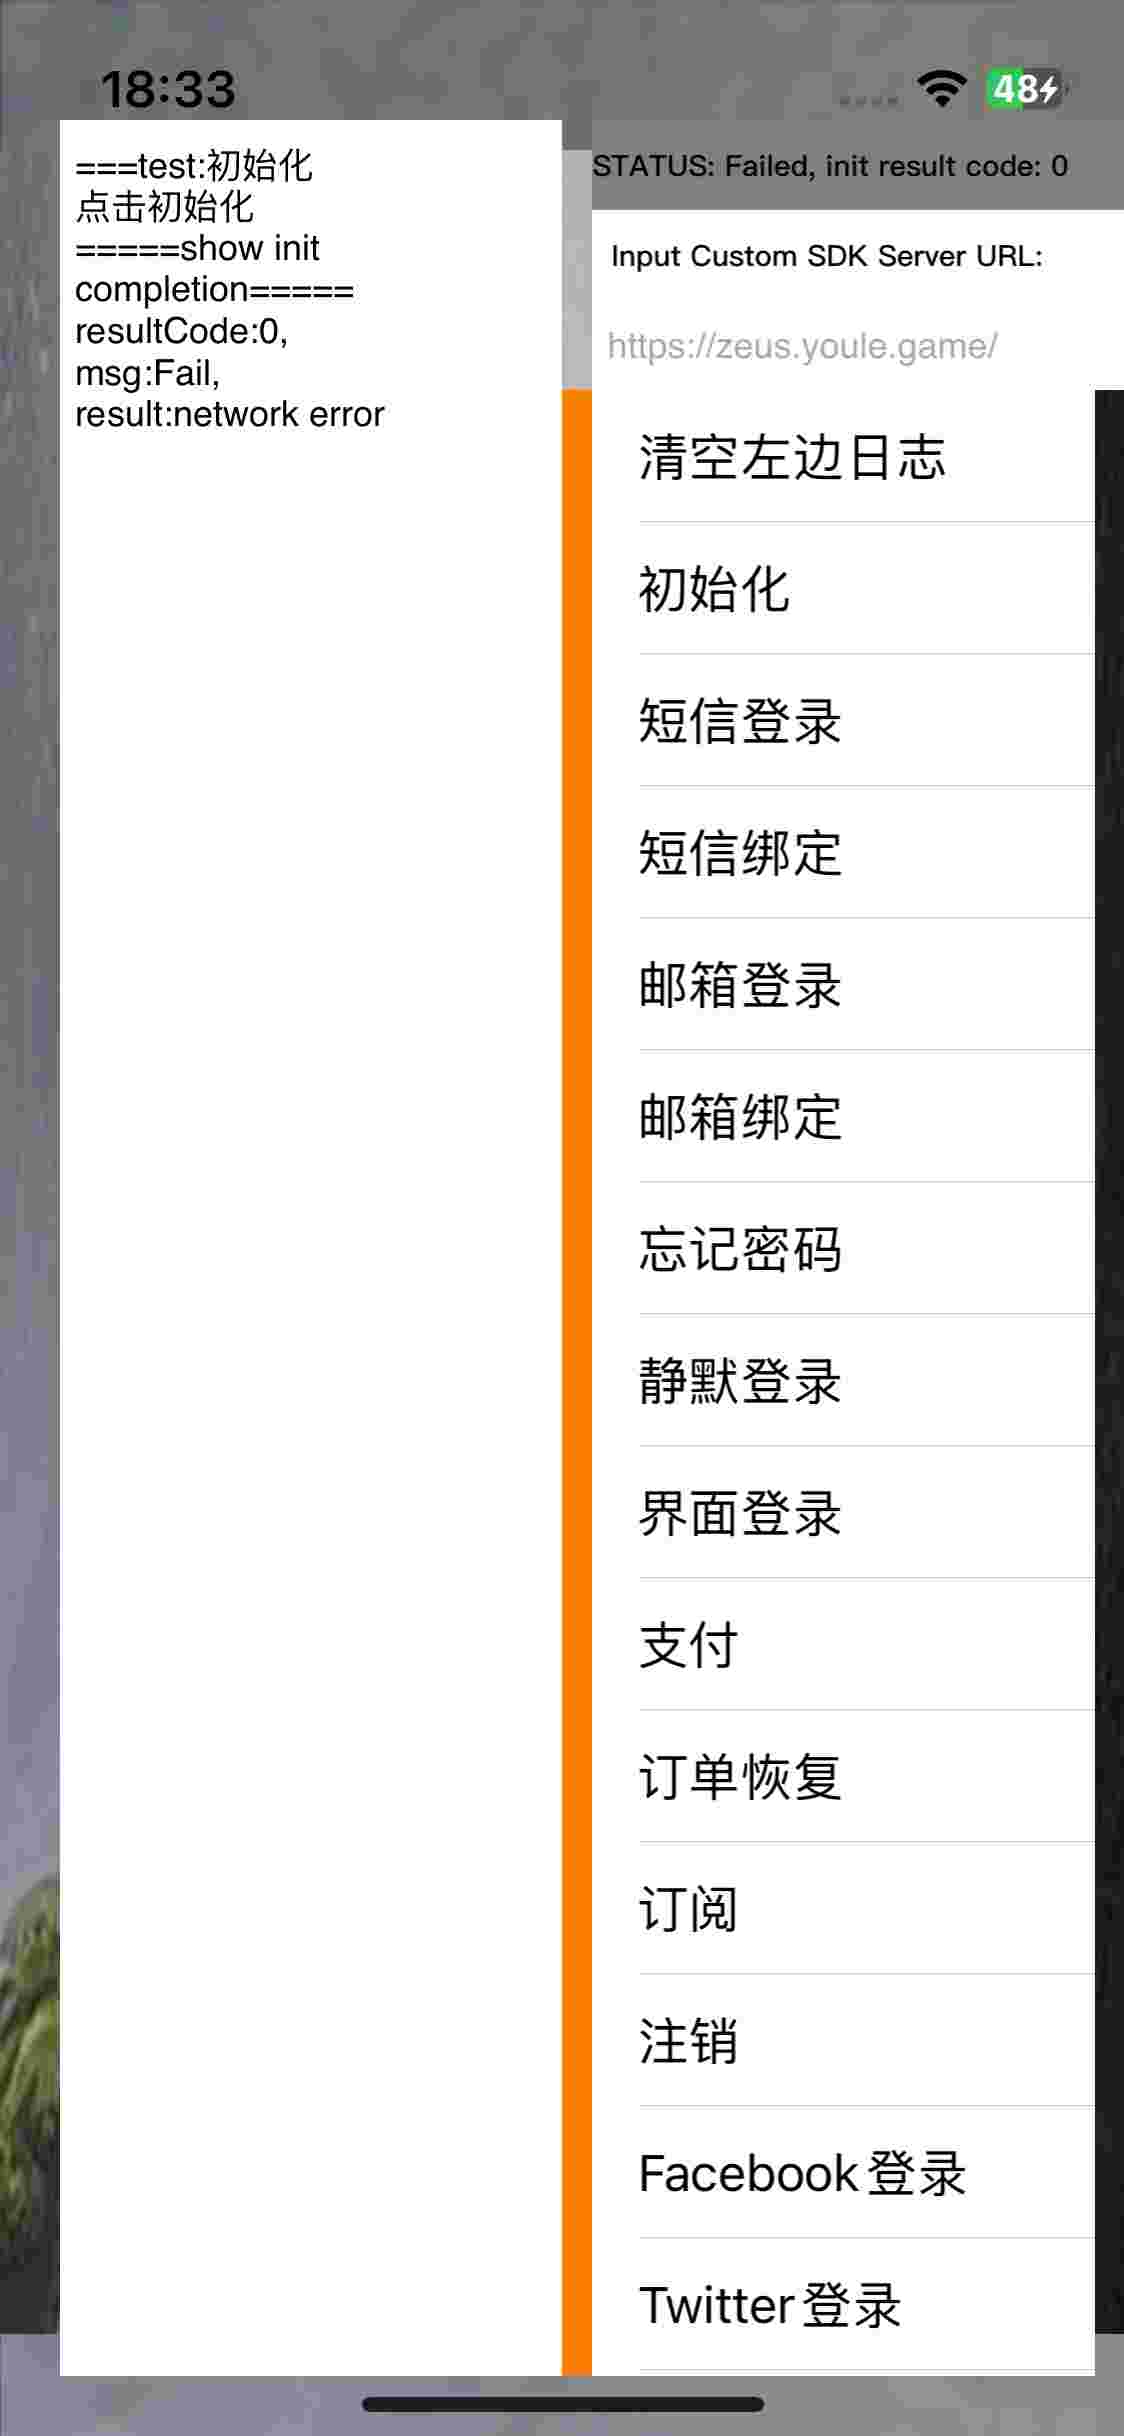 18:33
48
===test:初始化
点击初始化
=====show init
completion=====
resultCode:0,
msg:Fail,
result:network error
STATUS: Failed, init result code: 0
Input Custom SDK Server URL:
https://zeus.youle.game/
清空左边日志
初始化
短信登录
短信绑定
邮箱登录
邮箱绑定
忘记密码
静默登录
界面登录
支付
订单恢复
订阅
注销
Facebook登录
Twitter登录